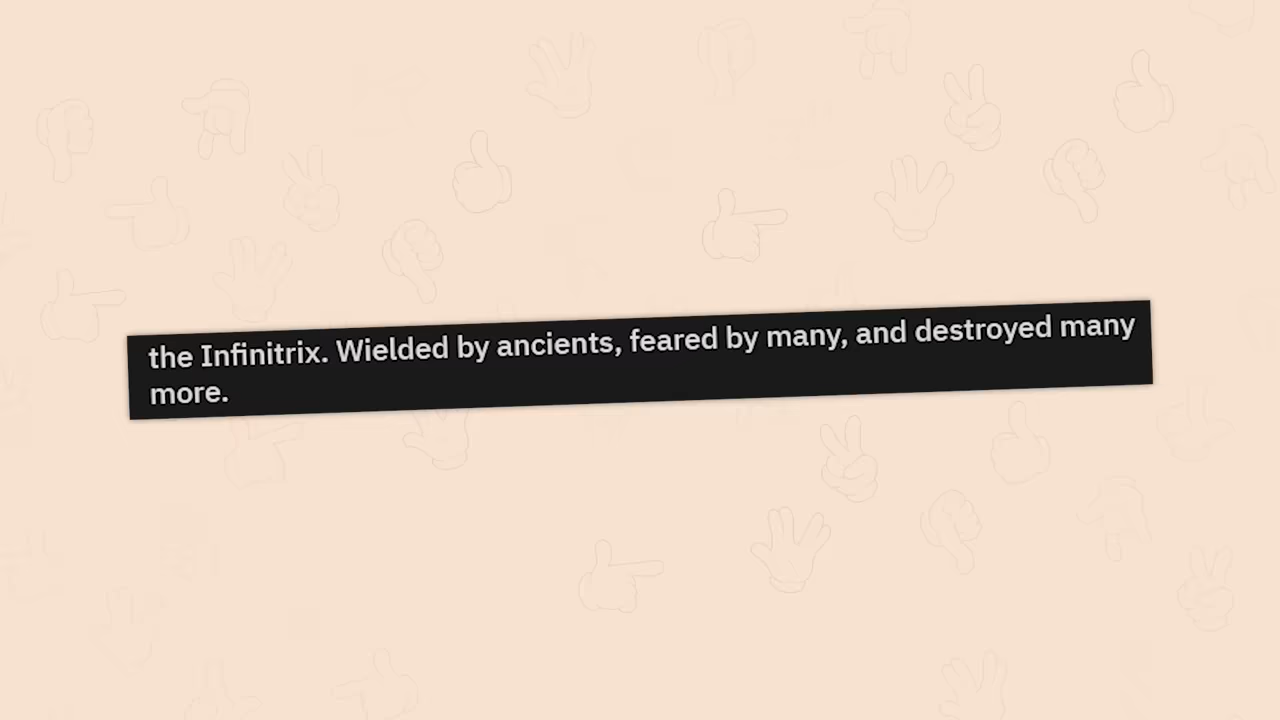 the Infinitrix. Wielded by ancients, feared by many, and destroyed many
more.